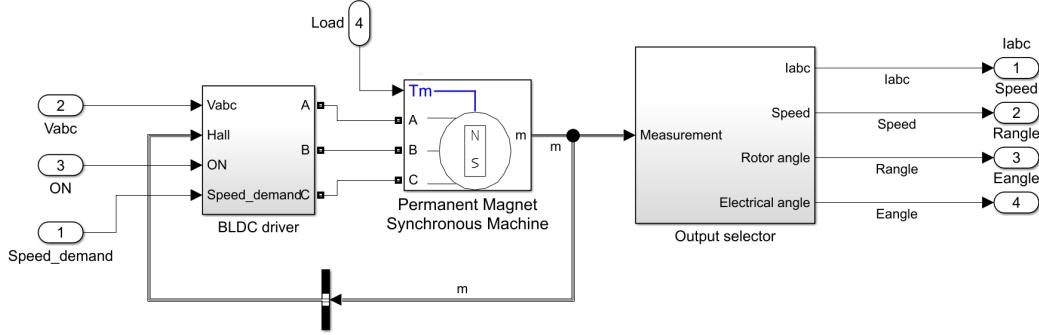 Load
4
2
Vabc
3
ON
1
Speed_demand
Vabc
Hall
ON
Speed_demand
A
B
C
BLDC driver
Tm
A
B
C
N
S
m
Permanent Magnet
Synchronous Machine
m
m
Measurement
Iabc
Speed
Rotor angle
Electrical angle
Output selector
Iabc
Speed
Rangle
Eangle
Iabc
1
Speed
2
Rangle
3
Eangle
4